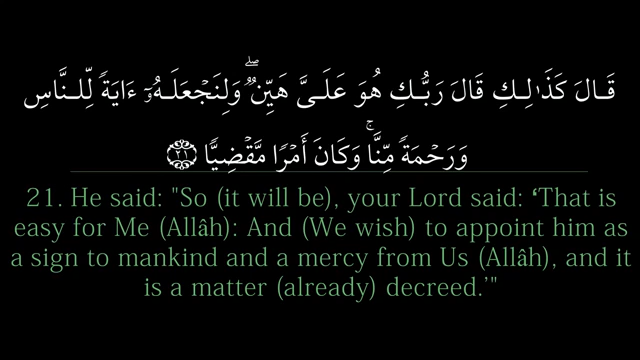 قَالَ كَذَٰلِكِ قَالَ رَبُّكِ هُوَ عَلَىَّ هَيِّنٌۭ ۖ وَلِنَجْعَلَهُۥٓ ءَايَةًۭ لِّلنَّاسِ
وَرَحْمَةًۭ مِّنَّا ۚ وَكَانَ أَمْرًۭا مَّقْضِيًّۭا ٢١
21. He said: "So (it will be), your Lord said: ‘That is
easy for Me (Allâh): And (We wish) to appoint him as
a sign to mankind and a mercy from Us (Allâh), and it
is a matter (already) decreed.’"